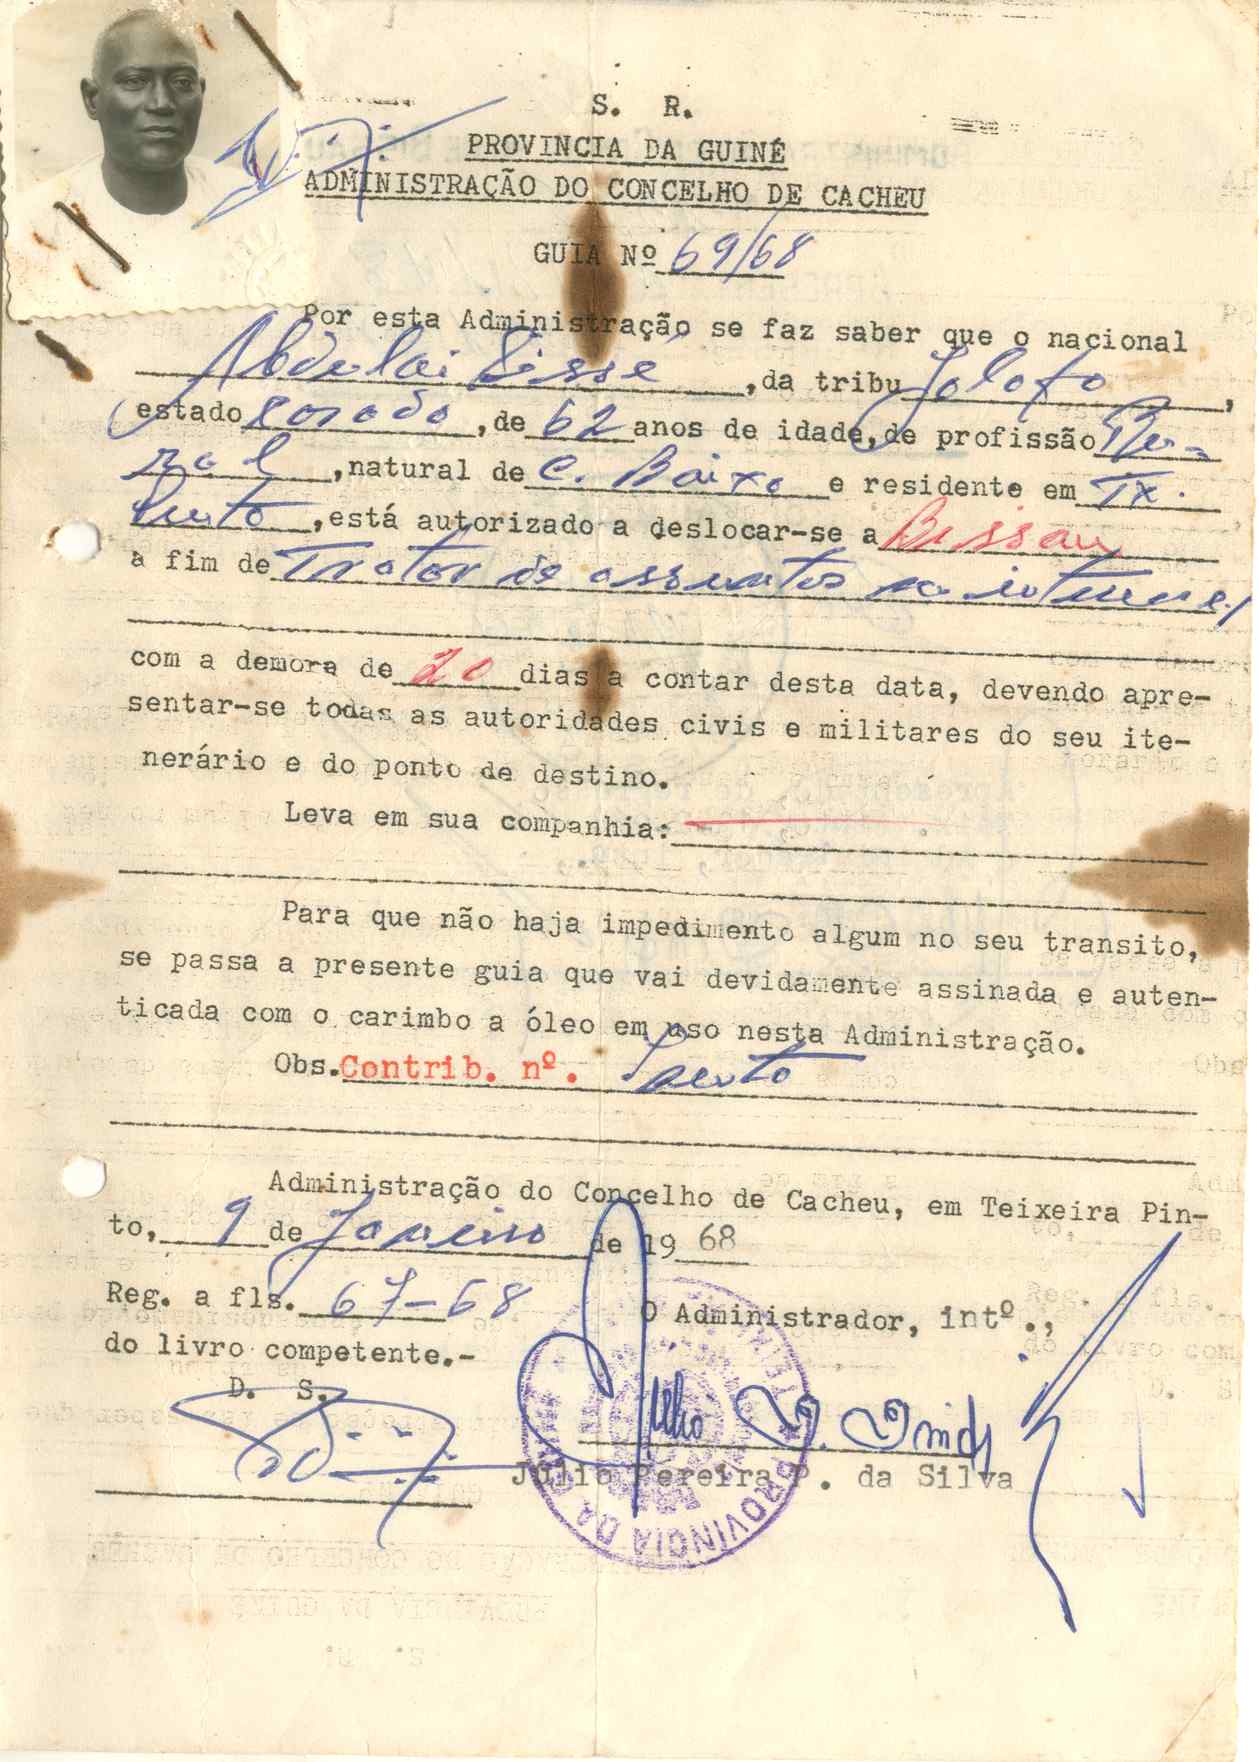 S. R.
PROVINCIA DA GUINÉ
ADMINISTRAÇÃO DO CONCELHO DE CACHEU
GUIA Nº 69/68
Por esta Administração se faz saber que o nacional
Abdulai Sissé, da tribu Jolofo,
estado casado, de 62 anos de idade, de profissão Ru-
ral, natural de C. Baixo e residente em Tx.
Pinto, está autorizado a deslocar-se a Bissau
a fim de Tratar de assuntos
com a demora de 20 dias a contar desta data, devendo apre-
sentar-se todas as autoridades civis e militares do seu ite-
nerário e do ponto de destino.
Leva em sua companhia:
Para que não haja impedimento algum no seu transito,
se passa a presente guia que vai devidamente assinada e auten-
ticada com o carimbo a óleo em uso nesta Administração.
Obs. Contrib. nº. Isento
Administração do Concelho de Cacheu, em Teixeira Pin-
to, 9 de Janeiro de 1968
Reg. a fls. 67-68
O Administrador, intº.,
do livro competente.-
D. S.
Júlio Pereira P. da Silva
PROVINCIA DA